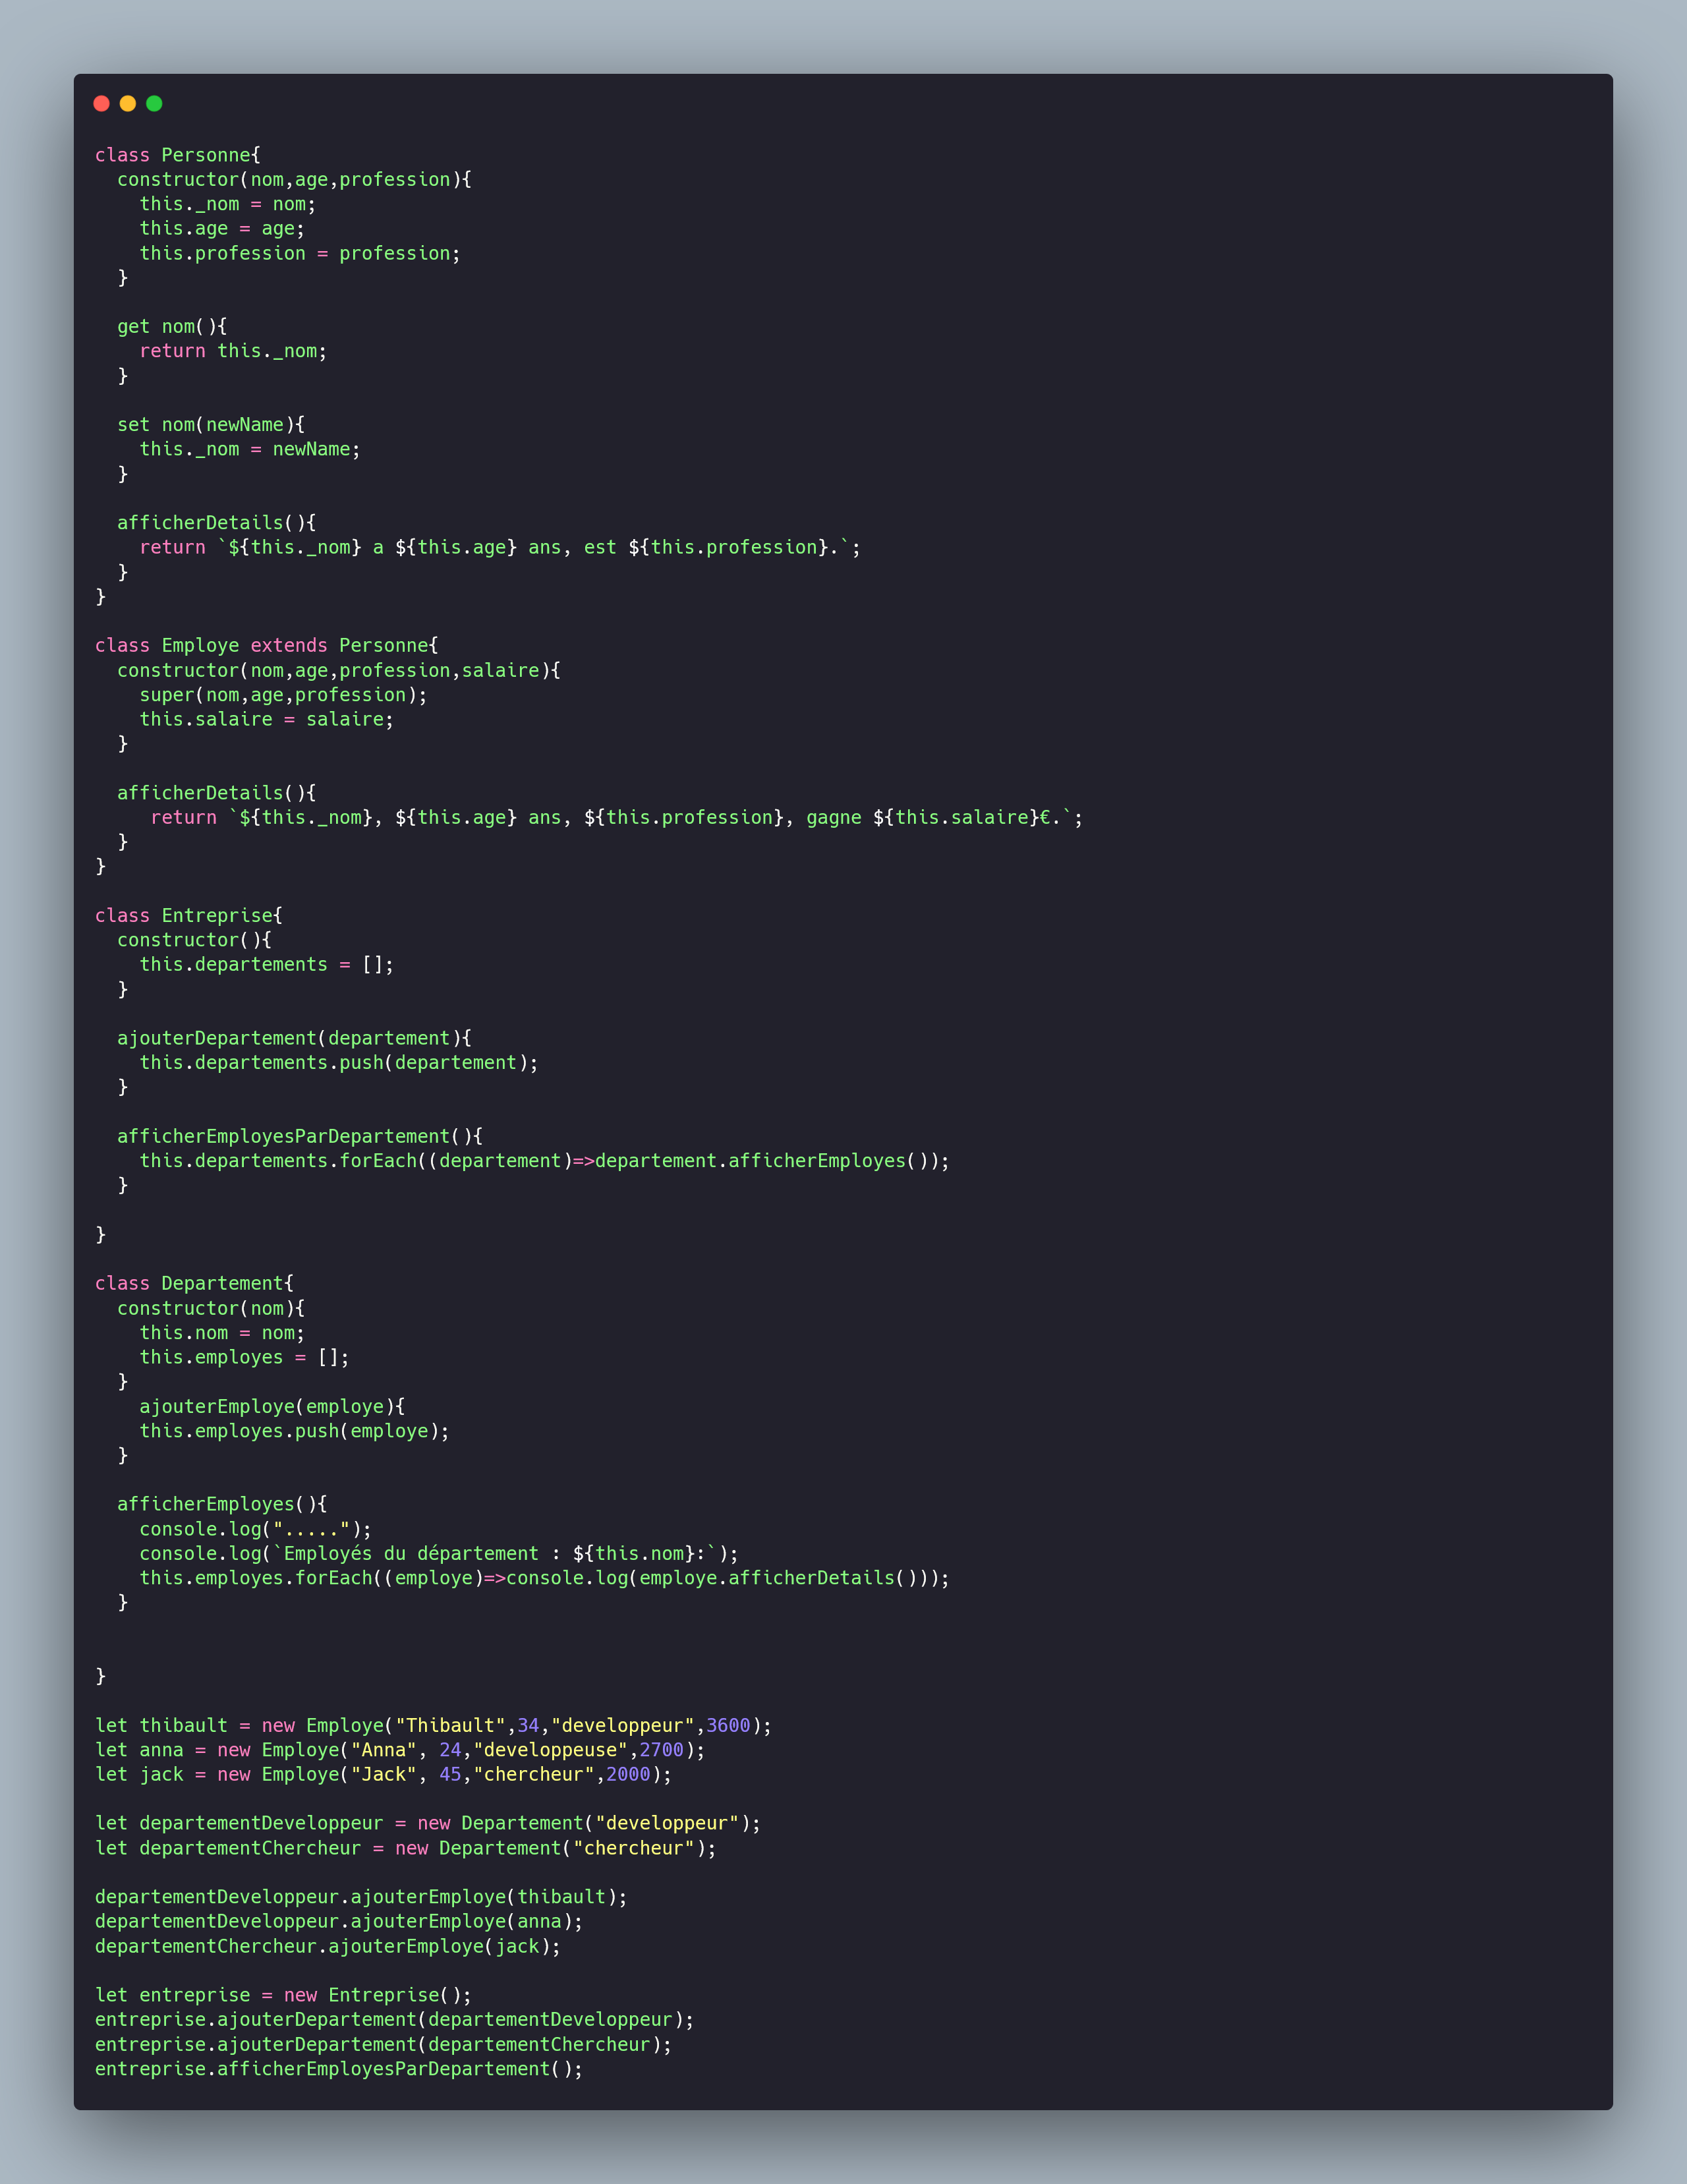 class Personne{
  constructor(nom,age,profession){
    this._nom = nom;
    this.age = age;
    this.profession = profession;
  }

  get nom(){
    return this._nom;
  }

  set nom(newName){
    this._nom = newName;
  }

  afficherDetails(){
    return `${this._nom} a ${this.age} ans, est ${this.profession}.`;
  }
}

class Employe extends Personne{
  constructor(nom,age,profession,salaire){
    super(nom,age,profession);
    this.salaire = salaire;
  }

  afficherDetails(){
     return `${this._nom}, ${this.age} ans, ${this.profession}, gagne ${this.salaire}€.`;
  }
}

class Entreprise{
  constructor(){
    this.departements = [];
  }

  ajouterDepartement(departement){
    this.departements.push(departement);
  }

  afficherEmployesParDepartement(){
    this.departements.forEach((departement)=>departement.afficherEmployes());
  }

}

class Departement{
  constructor(nom){
    this.nom = nom;
    this.employes = [];
  }
    ajouterEmploye(employe){
    this.employes.push(employe);
  }

  afficherEmployes(){
    console.log(".....");
    console.log(`Employés du département : ${this.nom}:`);
    this.employes.forEach((employe)=>console.log(employe.afficherDetails()));
  }


}

let thibault = new Employe("Thibault",34,"developpeur",3600);
let anna = new Employe("Anna", 24,"developpeuse",2700);
let jack = new Employe("Jack", 45,"chercheur",2000);

let departementDeveloppeur = new Departement("developpeur");
let departementChercheur = new Departement("chercheur");

departementDeveloppeur.ajouterEmploye(thibault);
departementDeveloppeur.ajouterEmploye(anna);
departementChercheur.ajouterEmploye(jack);

let entreprise = new Entreprise();
entreprise.ajouterDepartement(departementDeveloppeur);
entreprise.ajouterDepartement(departementChercheur);
entreprise.afficherEmployesParDepartement();